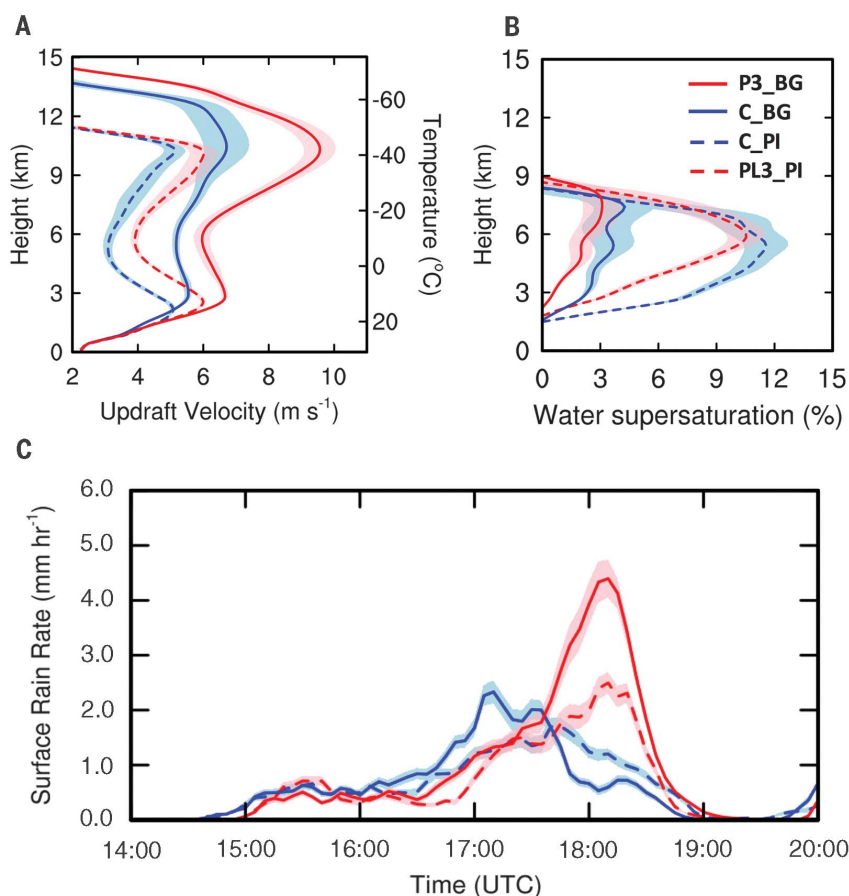 A
15
12
9
6
3
0
Height (km)
2 4 6 8 10
Updraft Velocity (m s⁻¹)
-60
-40
-20
0
20
Temperature (°C)
B
15
12
9
6
3
0
Height (km)
P3_BG
C_BG
C_PI
PL3_PI
0 3 6 9 12 15
Water supersaturation (%)
C
6.0
5.0
4.0
3.0
2.0
1.0
0.0
Surface Rain Rate (mm hr⁻¹)
14:00 15:00 16:00 17:00 18:00 19:00 20:00
Time (UTC)